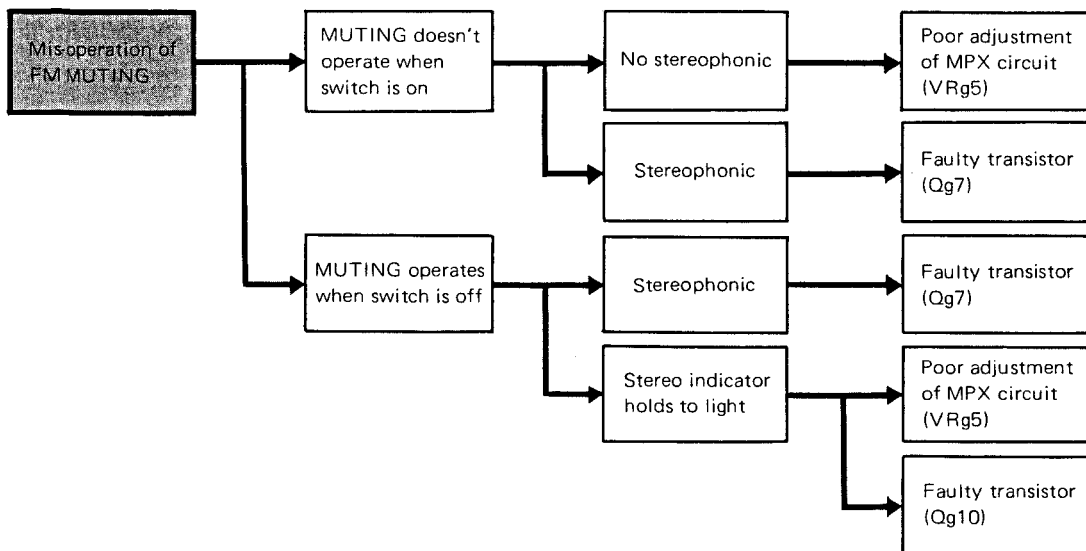 Mis-operation of
FM MUTING
MUTING doesn't
operate when
switch is on
No stereophonic
Poor adjustment
of MPX circuit
(VRg5)
Stereophonic
Faulty transistor
(Qg7)
MUTING operates
when switch is off
Stereophonic
Faulty transistor
(Qg7)
Stereo indicator
holds to light
Poor adjustment
of MPX circuit
(VRg5)
Faulty transistor
(Qg10)